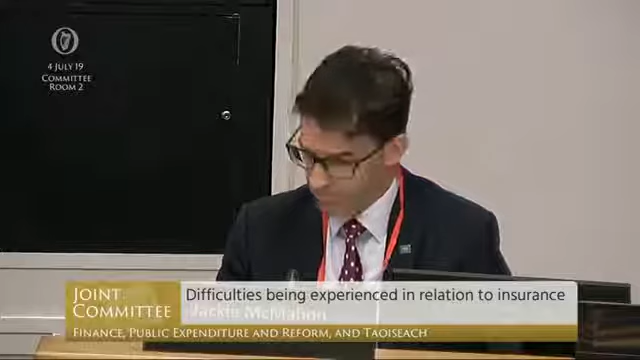 4 July 19
Committee
Room 2
Joint
Committee
Difficulties being experienced in relation to insurance
Jackie McMahon
Finance, Public Expenditure and Reform, and Taoiseach